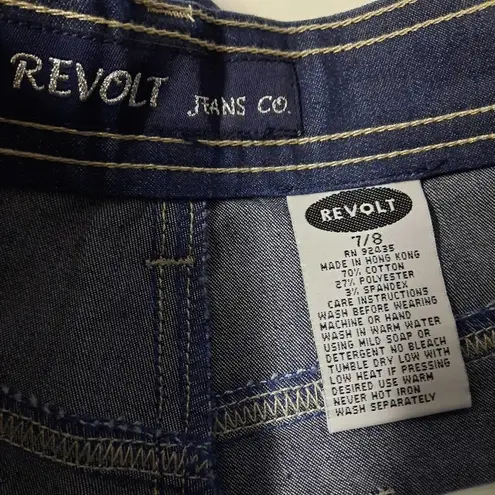 REVOLT JEANS CO.
REVOLT
7/8
RN 92435
MADE IN HONG KONG
70% COTTON
27% POLYESTER
3% SPANDEX
CARE INSTRUCTIONS
WASH BEFORE WEARING
MACHINE OR HAND
WASH IN WARM WATER
USING MILD SOAP OR
DETERGENT NO BLEACH
TUMBLE DRY LOW WITH
LOW HEAT IF PRESSING
DESIRED USE WARM
NEVER HOT IRON
WASH SEPARATELY